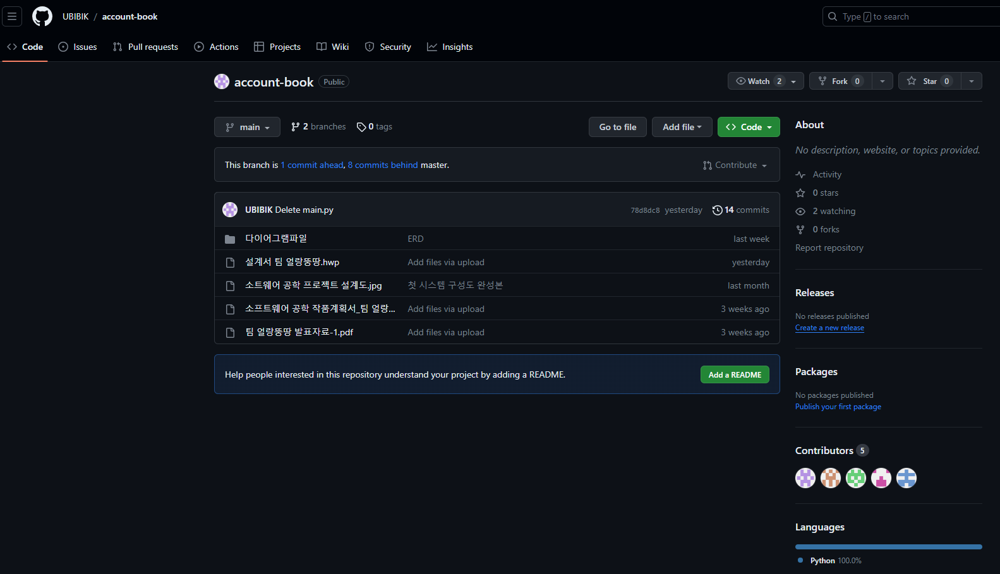 UBIBIK / account-book
Type / to search
Code Issues Pull requests Actions Projects Wiki Security Insights
account-book Public
Watch 2 Fork 0 Star 0
main 2 branches 0 tags
Go to file Add file Code
This branch is 1 commit ahead, 8 commits behind master.
Contribute
UBIBIK Delete main.py 78d8dc8 yesterday 14 commits
다이어그램파일 ERD last week
설계서 팀 얼랑뚱땅.hwp Add files via upload yesterday
소트웨어 공학 프로젝트 설계도.jpg 첫 시스템 구성도 완성본 last month
소프트웨어 공학 작품계획서_팀 얼랑... Add files via upload 3 weeks ago
팀 얼랑뚱땅 발표자료-1.pdf Add files via upload 3 weeks ago
Help people interested in this repository understand your project by adding a README.
Add a README
About
No description, website, or topics provided.
Activity
0 stars
2 watching
0 forks
Report repository
Releases
No releases published
Create a new release
Packages
No packages published
Publish your first package
Contributors 5
Languages
Python 100.0%